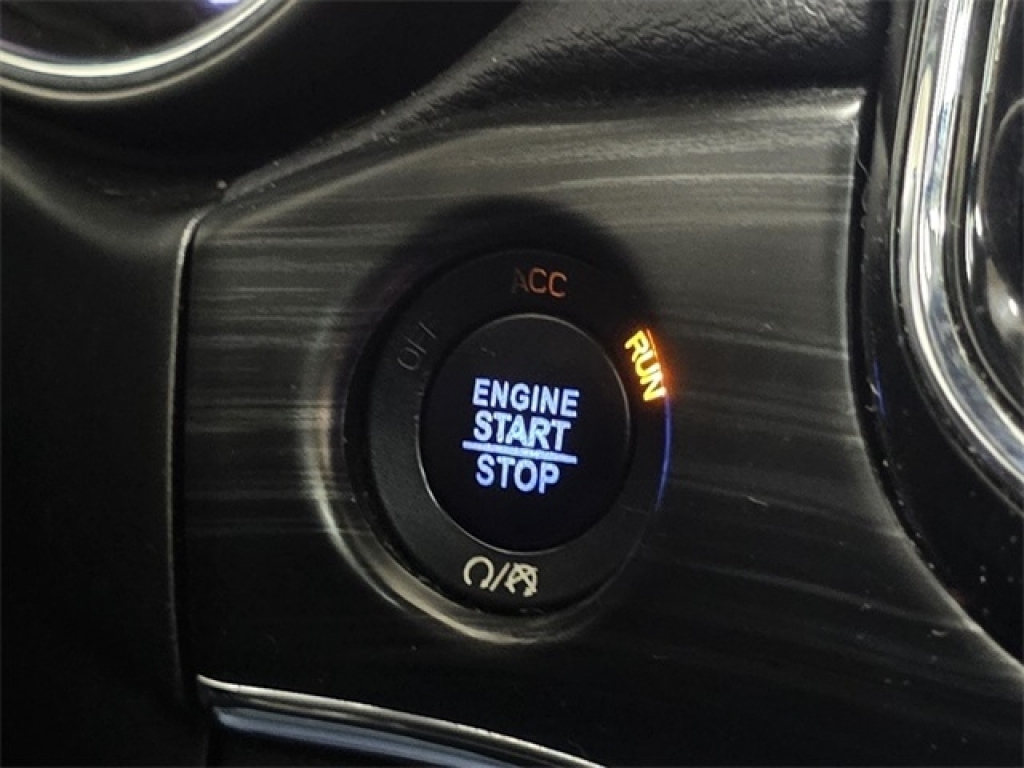 ACC
OFF
RUN
ENGINE
START
STOP